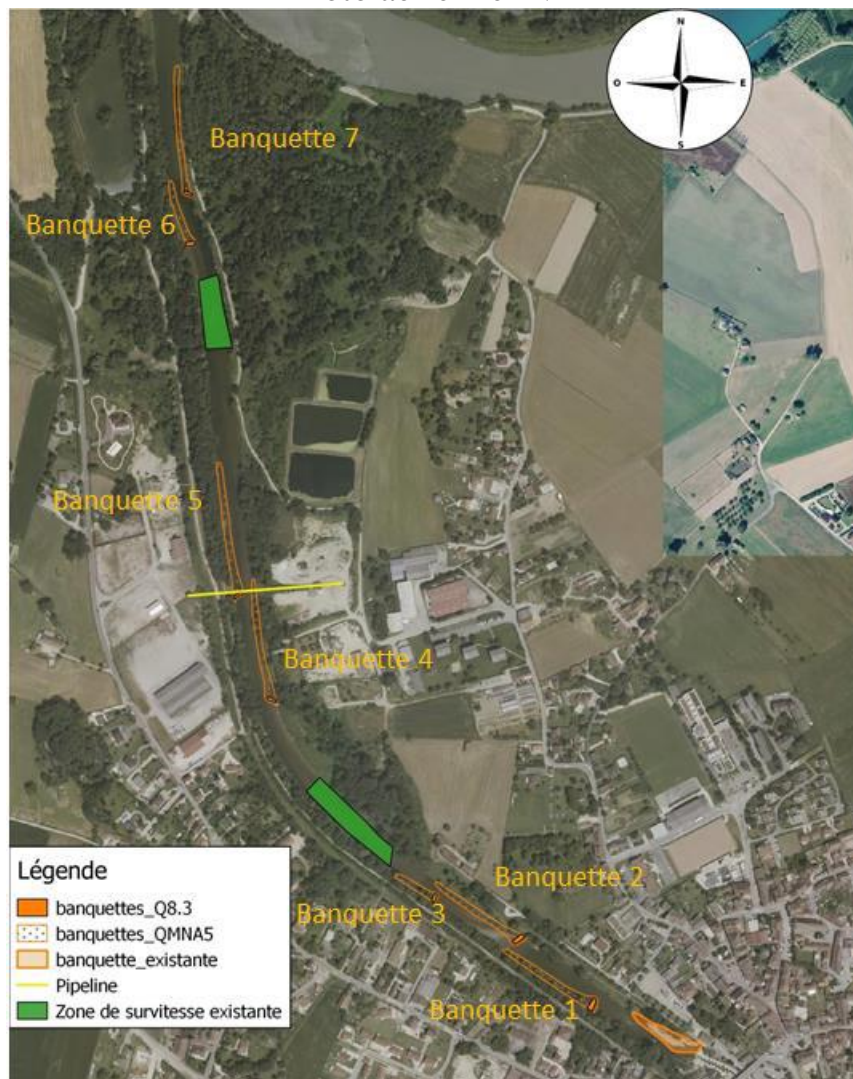 N
O
E
S
Banquette 7
Banquette 6
Banquette 5
Banquette 4
Banquette 2
Banquette 3
Banquette 1
Légende
banquettes_Q8.3
banquettes_QMNA5
banquette_existante
Pipeline
Zone de survitesse existante